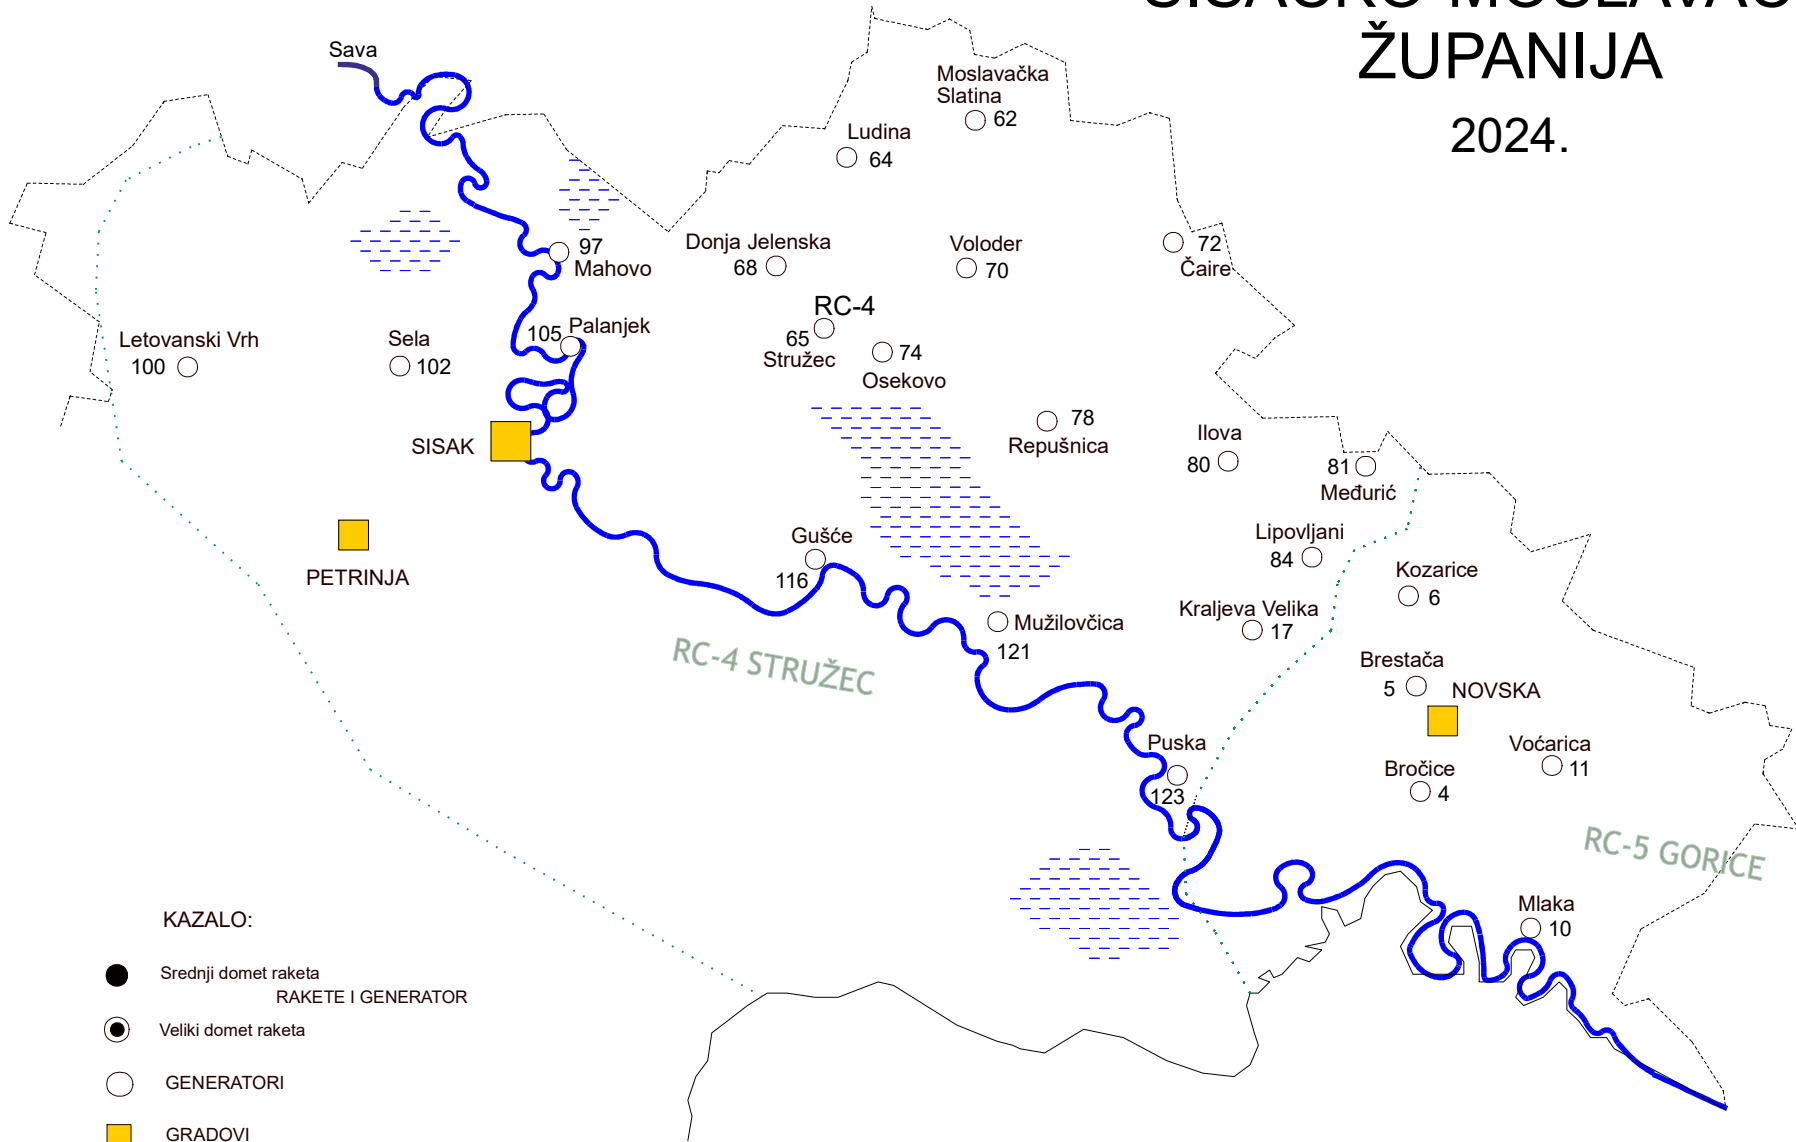 ŽUPANIJA
2024.
Sava
Moslavačka
Slatina
62
Ludina
64
97
Mahovo
Donja Jelenska
68
Voloder
70
72
Čaire
RC-4
65
Stružec
74
Osekovo
105
Palanjek
Letovanski Vrh
100
Sela
102
SISAK
78
Repušnica
Ilova
80
81
Međurić
PETRINJA
Gušće
116
Lipovljani
84
Kozarice
6
Mužilovčica
121
Kraljeva Velika
17
RC-4 STRUŽEC
Brestača
5
NOVSKA
Puska
123
Voćarica
11
Bročice
4
RC-5 GORICE
Mlaka
10
KAZALO:
Srednji domet raketa
RAKETE I GENERATOR
Veliki domet raketa
GENERATORI
GRADOVI